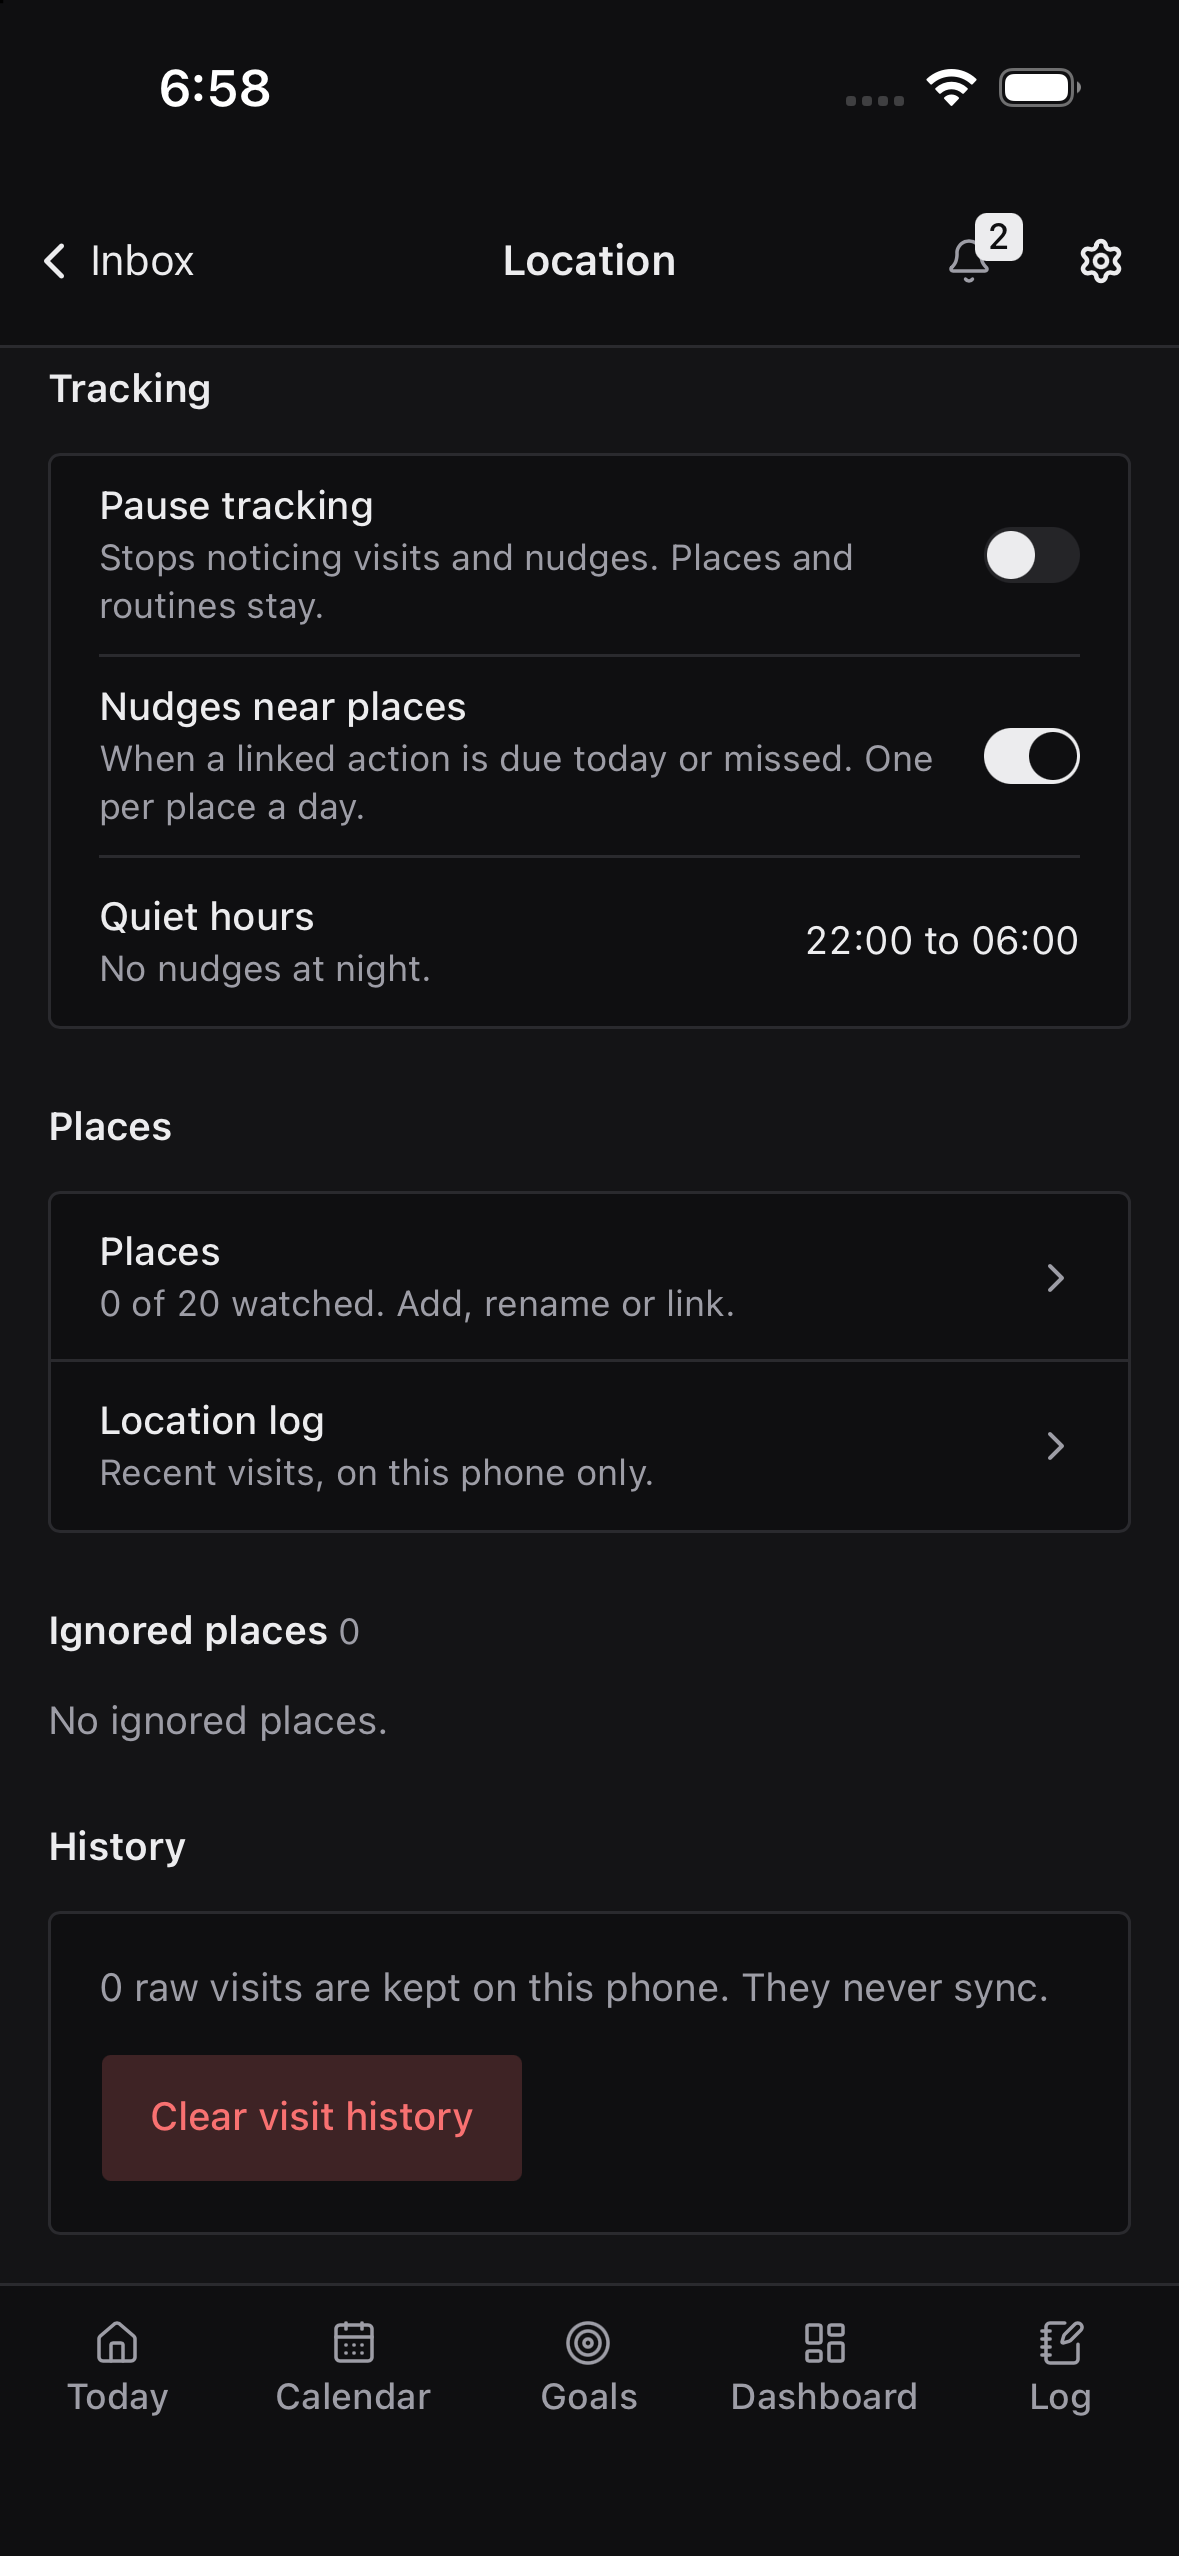 6:58
Inbox
Location
2
Tracking
Pause tracking
Stops noticing visits and nudges. Places and
routines stay.
Nudges near places
When a linked action is due today or missed. One
per place a day.
Quiet hours
No nudges at night.
22:00 to 06:00
Places
Places
0 of 20 watched. Add, rename or link.
Location log
Recent visits, on this phone only.
Ignored places 0
No ignored places.
History
0 raw visits are kept on this phone. They never sync.
Clear visit history
Today
Calendar
Goals
Dashboard
Log